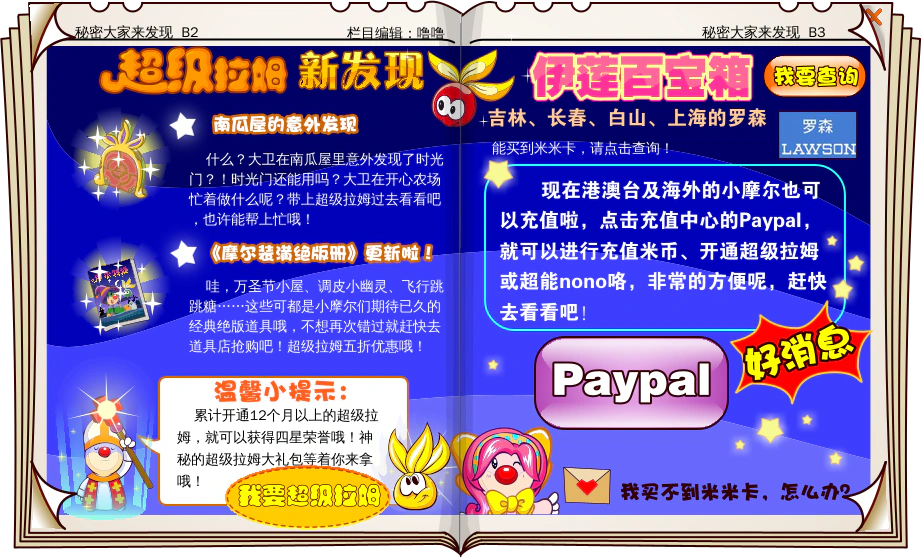 秘密大家来发现 B2
栏目编辑：噜噜
超级拉姆 新发现
南瓜屋的意外发现
什么？大卫在南瓜屋里意外发现了时光
门？！时光门还能用吗？大卫在开心农场
忙着做什么呢？带上超级拉姆过去看看吧
，也许能帮上忙哦！
《摩尔装潢绝版册》更新啦！
哇，万圣节小屋、调皮小幽灵、飞行跳
跳糖……这些可都是小摩尔们期待已久的
经典绝版道具哦，不想再次错过就赶快去
道具店抢购吧！超级拉姆五折优惠哦！
温馨小提示：
累计开通12个月以上的超级拉
姆，就可以获得四星荣誉哦！神
秘的超级拉姆大礼包等着你来拿
哦！
我要超级拉姆
秘密大家来发现 B3
伊莲百宝箱
我要查询
吉林、长春、白山、上海的罗森
能买到米米卡，请点击查询！
罗森
LAWSON
现在港澳台及海外的小摩尔也可
以充值啦，点击充值中心的Paypal，
就可以进行充值米币、开通超级拉姆
或超能nono咯，非常的方便呢，赶快
去看看吧！
好消息
Paypal
我买不到米米卡，怎么办？